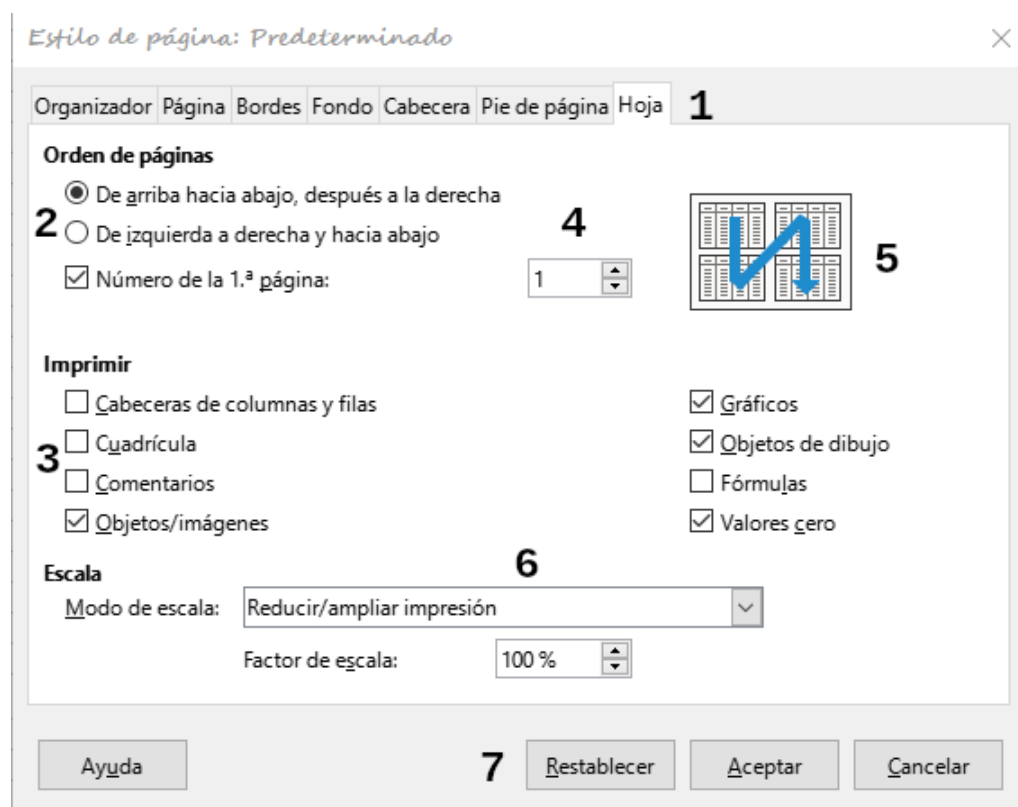 Estilo de página: Predeterminado
Organizador Página Bordes Fondo Cabecera Pie de página Hoja 1
Orden de páginas
De arriba hacia abajo, después a la derecha
2 De izquierda a derecha y hacia abajo 4
Número de la 1.ª página: 1
5
Imprimir
Cabeceras de columnas y filas Gráficos
3 Cuadrícula Objetos de dibujo
Comentarios Fórmulas
Objetos/imágenes Valores cero
6
Escala
Modo de escala: Reducir/ampliar impresión
Factor de escala: 100 %
Ayuda 7 Restablecer Aceptar Cancelar